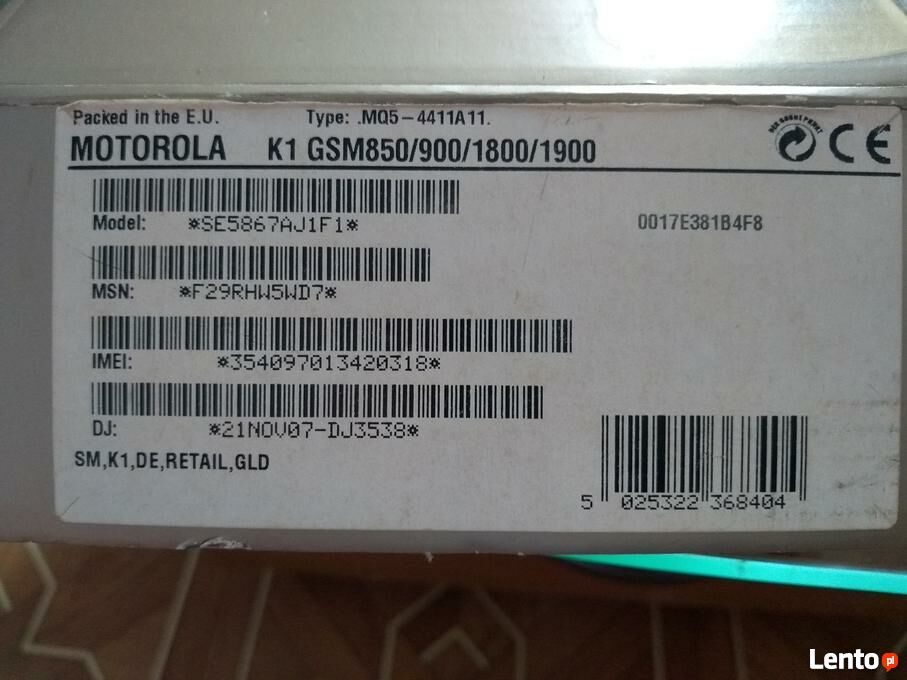 Packed in the E.U. Type: .MQ5-4411A11.
MOTOROLA K1 GSM850/900/1800/1900
CE
Model: *SE5867AJ1F1*
0017E381B4F8
MSN: *F29RHW5WD7*
IMEI: *354097013420318*
DJ: *21NOV07-DJ3538*
SM,K1,DE,RETAIL,GLD
5 025322 368404
Lento pl